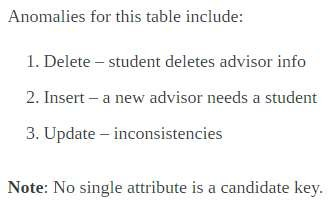 Anomalies for this table include:
1. Delete – student deletes advisor info
2. Insert – a new advisor needs a student
3. Update – inconsistencies
Note: No single attribute is a candidate key.